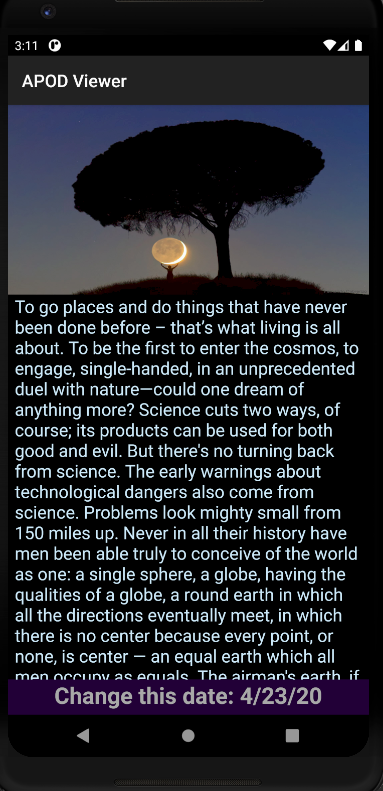 3:11
APOD Viewer
To go places and do things that have never
been done before – that's what living is all
about. To be the first to enter the cosmos, to
engage, single-handed, in an unprecedented
duel with nature—could one dream of
anything more? Science cuts two ways, of
course; its products can be used for both
good and evil. But there's no turning back
from science. The early warnings about
technological dangers also come from
science. Problems look mighty small from
150 miles up. Never in all their history have
men been able truly to conceive of the world
as one: a single sphere, a globe, having the
qualities of a globe, a round earth in which
all the directions eventually meet, in which
there is no center because every point, or
none, is center — an equal earth which all
men occupy as equals. The airman's earth, if
Change this date: 4/23/20